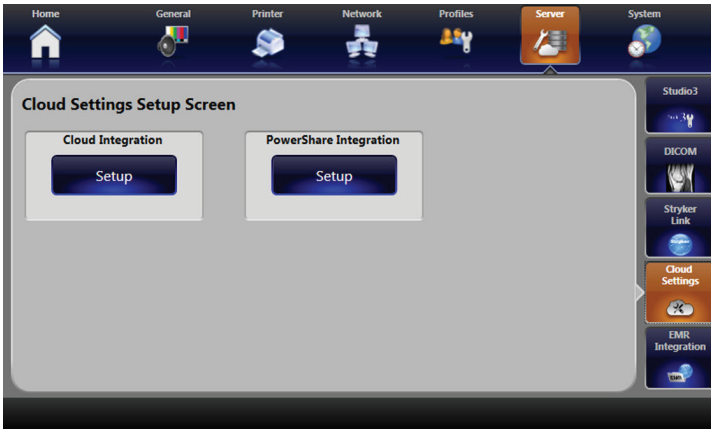 Home General Printer Network Profiles Server System
Cloud Settings Setup Screen
Cloud Integration PowerShare Integration
Setup Setup
Studio3
DICOM
Stryker
Link
Cloud
Settings
EMR
Integration
EMR